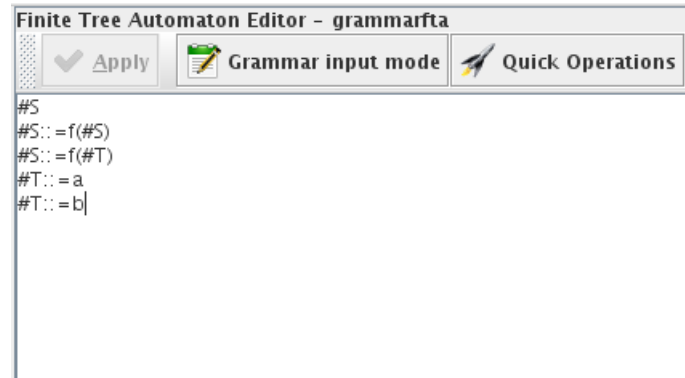 Finite Tree Automaton Editor - grammarfta
Apply Grammar input mode Quick Operations
#S
#S::=f(#S)
#S::=f(#T)
#T::=a
#T::=b